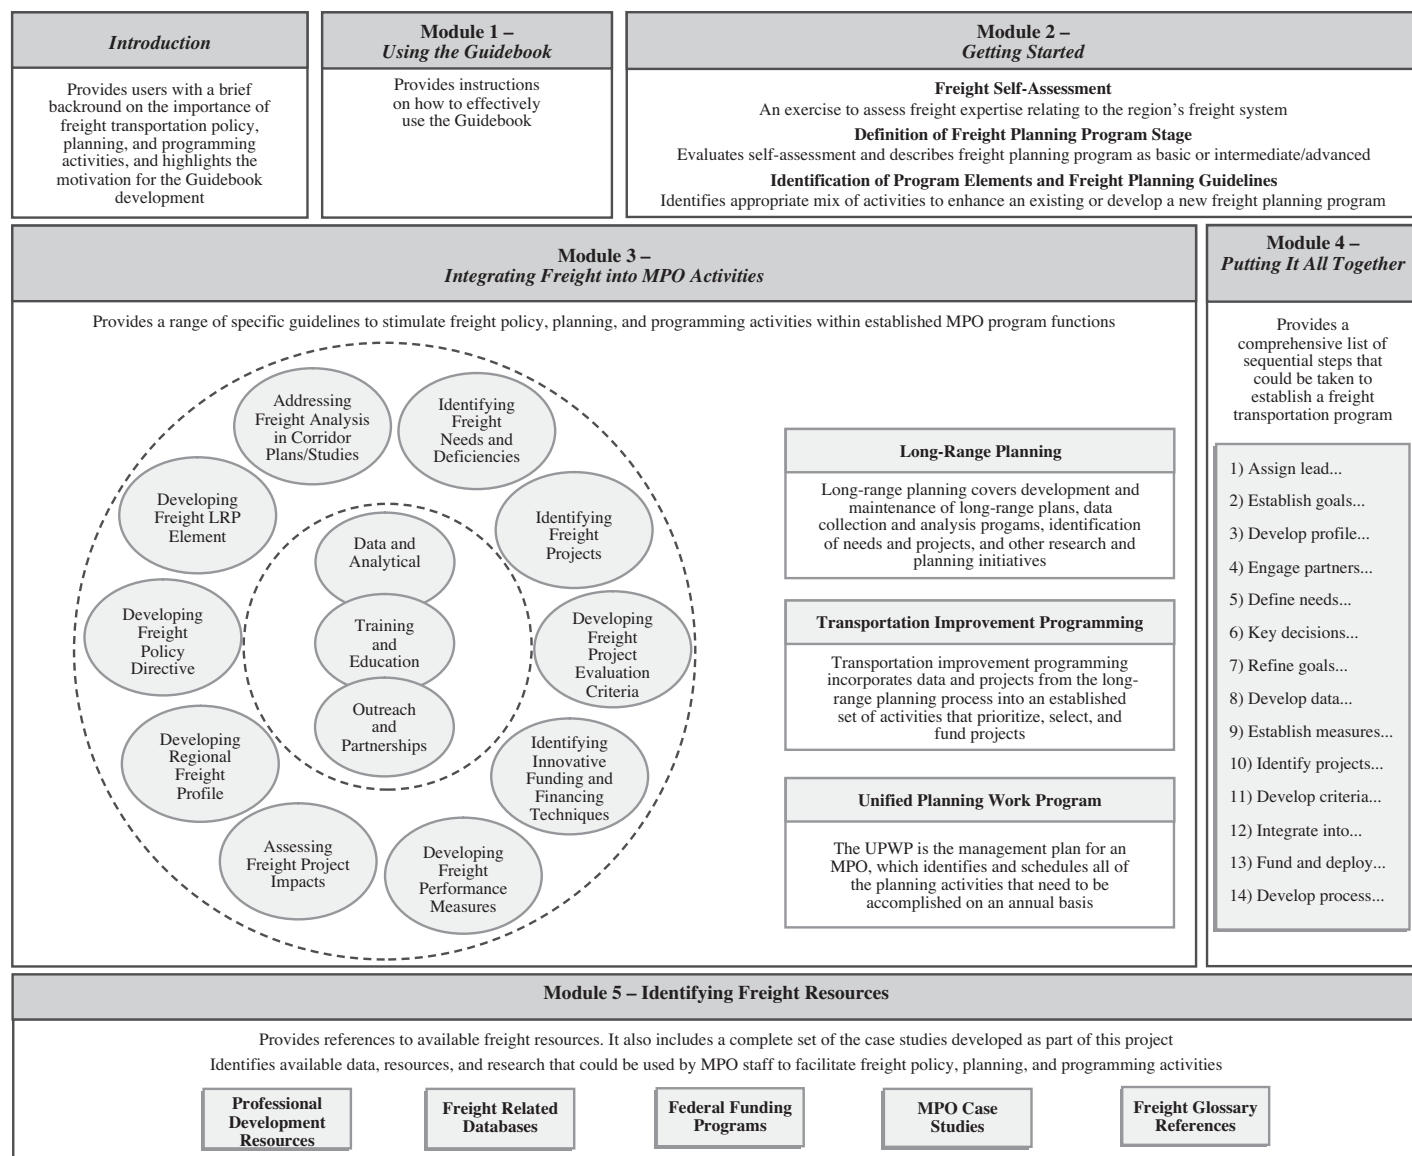 Introduction
Provides users with a brief
backround on the importance of
freight transportation policy,
planning, and programming
activities, and highlights the
motivation for the Guidebook
development
Module 1 –
Using the Guidebook
Provides instructions
on how to effectively
use the Guidebook
Module 2 –
Getting Started
Freight Self-Assessment
An exercise to assess freight expertise relating to the region's freight system
Definition of Freight Planning Program Stage
Evaluates self-assessment and describes freight planning program as basic or intermediate/advanced
Identification of Program Elements and Freight Planning Guidelines
Identifies appropriate mix of activities to enhance an existing or develop a new freight planning program
Module 3 –
Integrating Freight into MPO Activities
Provides a range of specific guidelines to stimulate freight policy, planning, and programming activities within established MPO program functions
Addressing
Freight Analysis
in Corridor
Plans/Studies
Identifying
Freight
Needs and
Deficiencies
Identifying
Freight
Projects
Developing
Freight
Project
Evaluation
Criteria
Identifying
Innovative
Funding and
Financing
Techniques
Developing
Freight
Performance
Measures
Assessing
Freight Project
Impacts
Developing
Regional
Freight
Profile
Developing
Freight
Policy
Directive
Developing
Freight LRP
Element
Data and
Analytical
Training
and
Education
Outreach
and
Partnerships
Long-Range Planning
Long-range planning covers development and
maintenance of long-range plans, data
collection and analysis progams, identification
of needs and projects, and other research and
planning initiatives
Transportation Improvement Programming
Transportation improvement programming
incorporates data and projects from the long-
range planning process into an established
set of activities that prioritize, select, and
fund projects
Unified Planning Work Program
The UPWP is the management plan for an
MPO, which identifies and schedules all of
the planning activities that need to be
accomplished on an annual basis
Module 4 –
Putting It All Together
Provides a
comprehensive list of
sequential steps that
could be taken to
establish a freight
transportation program
1) Assign lead...
2) Establish goals...
3) Develop profile...
4) Engage partners...
5) Define needs...
6) Key decisions...
7) Refine goals...
8) Develop data...
9) Establish measures...
10) Identify projects...
11) Develop criteria...
12) Integrate into...
13) Fund and deploy...
14) Develop process...
Module 5 – Identifying Freight Resources
Provides references to available freight resources. It also includes a complete set of the case studies developed as part of this project
Identifies available data, resources, and research that could be used by MPO staff to facilitate freight policy, planning, and programming activities
Professional
Development
Resources
Freight Related
Databases
Federal Funding
Programs
MPO Case
Studies
Freight Glossary
References